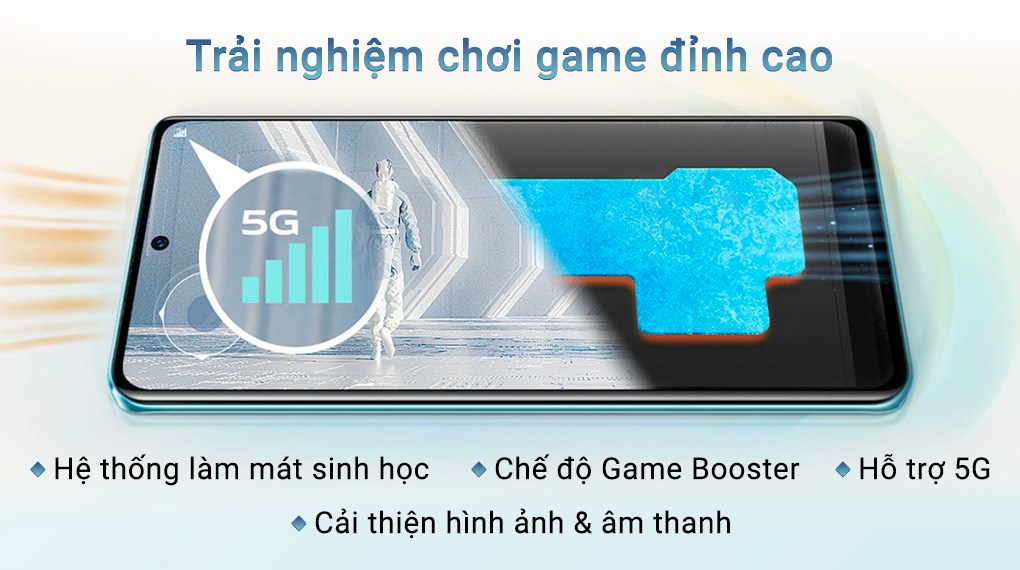 Trải nghiệm chơi game đỉnh cao
5G
Hệ thống làm mát sinh học Chế độ Game Booster Hỗ trợ 5G
Cải thiện hình ảnh & âm thanh